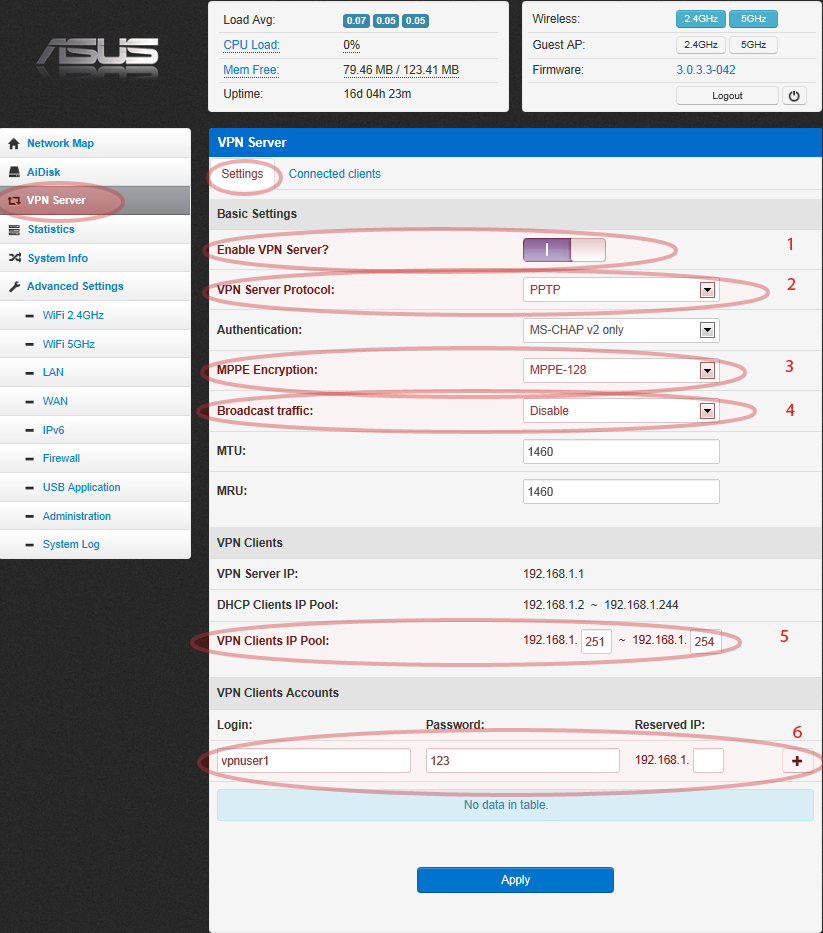 ASUS
Load Avg: 0.07 0.05 0.05
CPU Load: 0%
Mem Free: 79.46 MB / 123.41 MB
Uptime: 16d 04h 23m
Wireless: 2.4GHz 5GHz
Guest AP: 2.4GHz 5GHz
Firmware: 3.0.3.3-042
Logout
Network Map
AiDisk
VPN Server
Statistics
System Info
Advanced Settings
WiFi 2.4GHz
WiFi 5GHz
LAN
WAN
IPv6
Firewall
USB Application
Administration
System Log
VPN Server
Settings Connected clients
Basic Settings
Enable VPN Server? 1
VPN Server Protocol: PPTP 2
Authentication: MS-CHAP v2 only
MPPE Encryption: MPPE-128 3
Broadcast traffic: Disable 4
MTU: 1460
MRU: 1460
VPN Clients
VPN Server IP: 192.168.1.1
DHCP Clients IP Pool: 192.168.1.2 ~ 192.168.1.244
VPN Clients IP Pool: 192.168.1. 251 ~ 192.168.1. 254 5
VPN Clients Accounts
Login: Password: Reserved IP: 6
vpnuser1 123 192.168.1. +
No data in table.
Apply